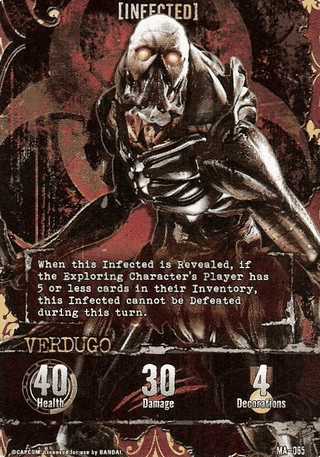 [INFECTED]
When this Infected is Revealed, if
the Exploring Character's Player has
5 or less cards in their Inventory,
this Infected cannot be Defeated
during this turn.
VERDUGO
40 30 4
Health Damage Decorations
©CAPCOM Licensed for use by BANDAI MA-065